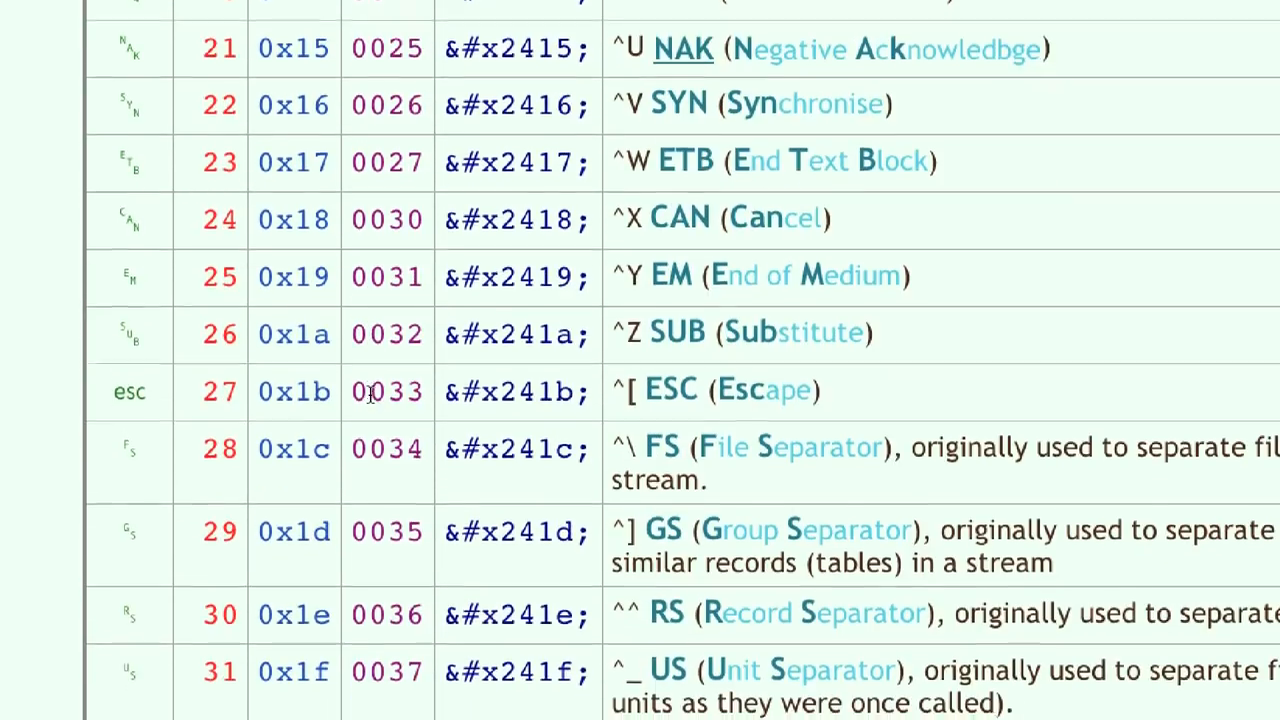 NAK 21 0x15 0025 &#x2415; ^U NAK (Negative Acknowledbge)
SYN 22 0x16 0026 &#x2416; ^V SYN (Synchronise)
ETB 23 0x17 0027 &#x2417; ^W ETB (End Text Block)
CAN 24 0x18 0030 &#x2418; ^X CAN (Cancel)
EM 25 0x19 0031 &#x2419; ^Y EM (End of Medium)
SUB 26 0x1a 0032 &#x241a; ^Z SUB (Substitute)
esc 27 0x1b 0033 &#x241b; ^[ ESC (Escape)
FS 28 0x1c 0034 &#x241c; ^\ FS (File Separator), originally used to separate fil
stream.
GS 29 0x1d 0035 &#x241d; ^] GS (Group Separator), originally used to separate
similar records (tables) in a stream
RS 30 0x1e 0036 &#x241e; ^^ RS (Record Separator), originally used to separate
US 31 0x1f 0037 &#x241f; ^_ US (Unit Separator), originally used to separate f
units as they were once called).